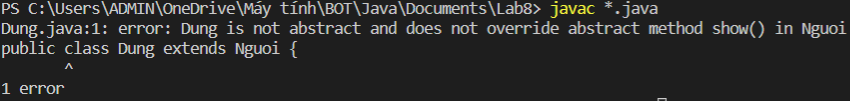 PS C:\Users\ADMIN\OneDrive\Máy tính\BOT\Java\Documents\Lab8> javac *.java
Dung.java:1: error: Dung is not abstract and does not override abstract method show() in Nguoi
public class Dung extends Nguoi {
       ^
1 error